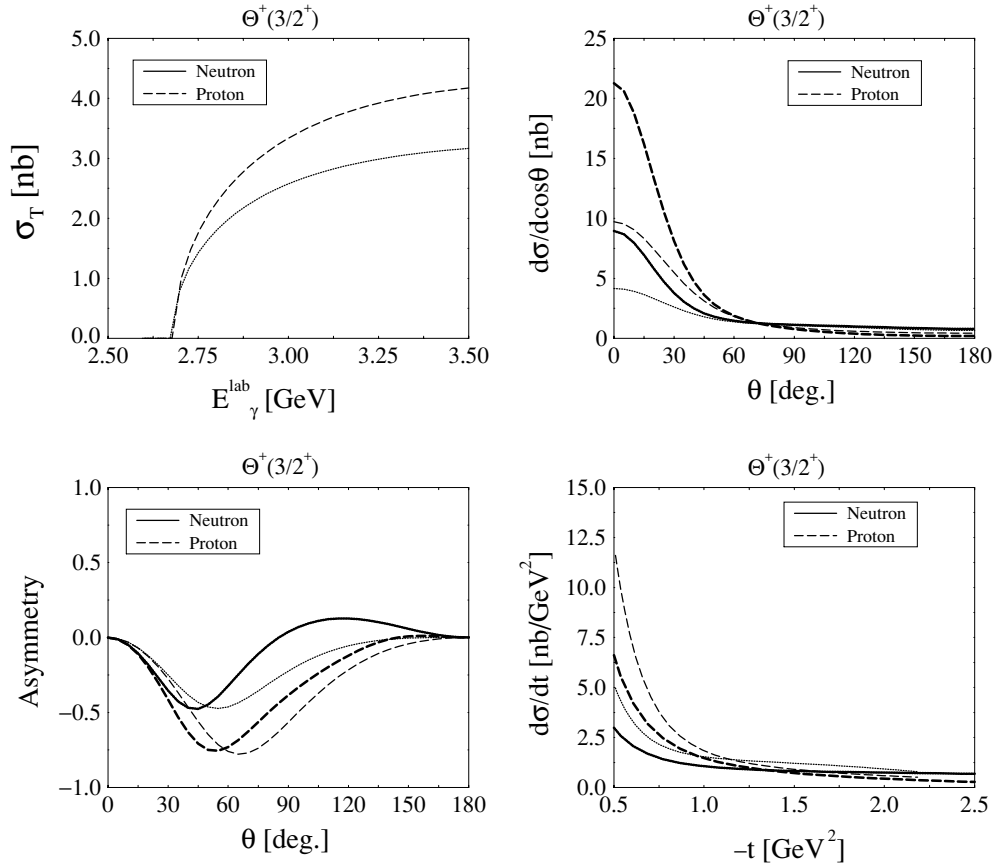 Θ⁺(3/2⁺)
Neutron
Proton
σ_T [nb]
5.0
4.0
3.0
2.0
1.0
0.0
2.50 2.75 3.00 3.25 3.50
E^lab_γ [GeV]
Θ⁺(3/2⁺)
Neutron
Proton
dσ/dcosθ [nb]
25
20
15
10
5
0
0 30 60 90 120 150 180
θ [deg.]
Θ⁺(3/2⁺)
Neutron
Proton
Asymmetry
1.0
0.5
0.0
−0.5
−1.0
0 30 60 90 120 150 180
θ [deg.]
Θ⁺(3/2⁺)
Neutron
Proton
dσ/dt [nb/GeV²]
15.0
12.5
10.0
7.5
5.0
2.5
0.0
0.5 1.0 1.5 2.0 2.5
−t [GeV²]